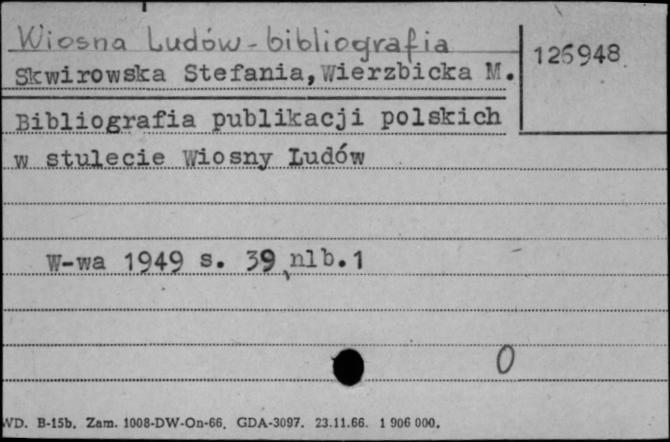 Wiosna Ludów - bibliografia
126948
Skwirowska Stefania, Wierzbicka M.
Bibliografia publikacji polskich
w stulecie Wiosny Ludów
W-wa 1949 s. 39, nlb. 1
0
WD. B-15b. Zam. 1008-DW-On-66. GDA-3097. 23.11.66. 1 906 000.